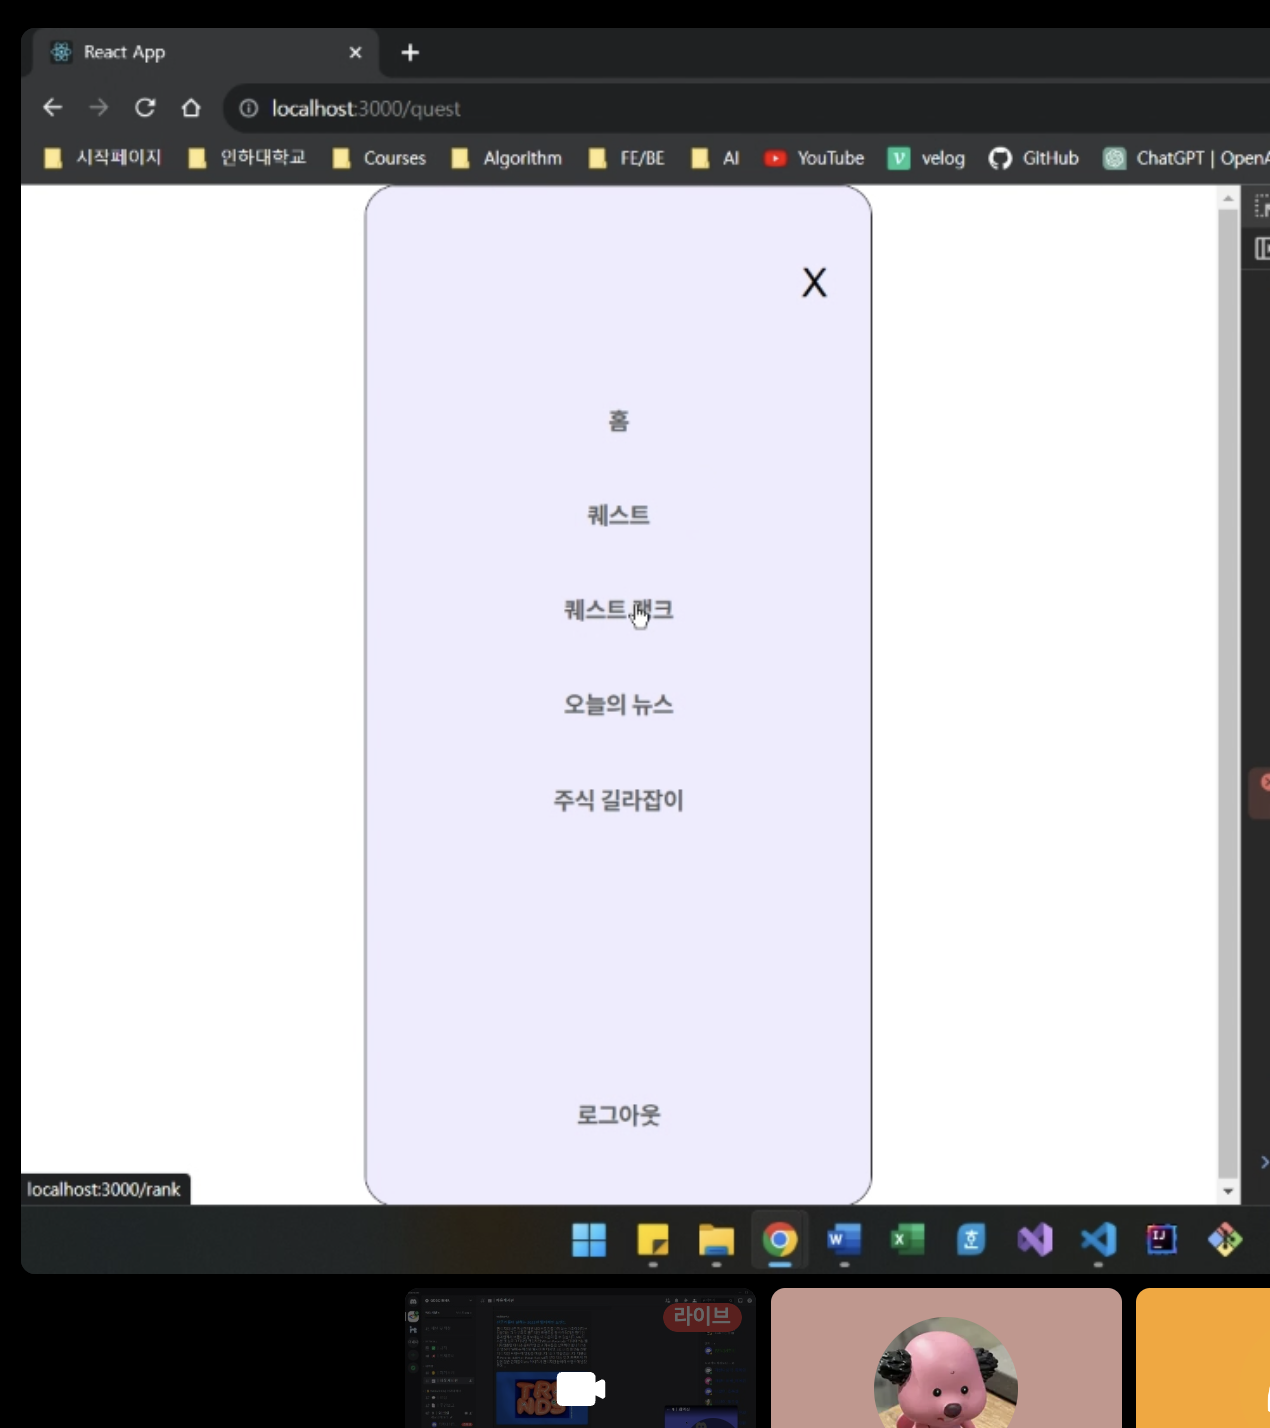 React App
localhost:3000/quest
시작페이지 인하대학교 Courses Algorithm FE/BE AI YouTube velog GitHub ChatGPT | OpenA
X
홈
퀘스트
퀘스트 랭크
오늘의 뉴스
주식 길라잡이
로그아웃
localhost:3000/rank
라이브
TRE
NDS